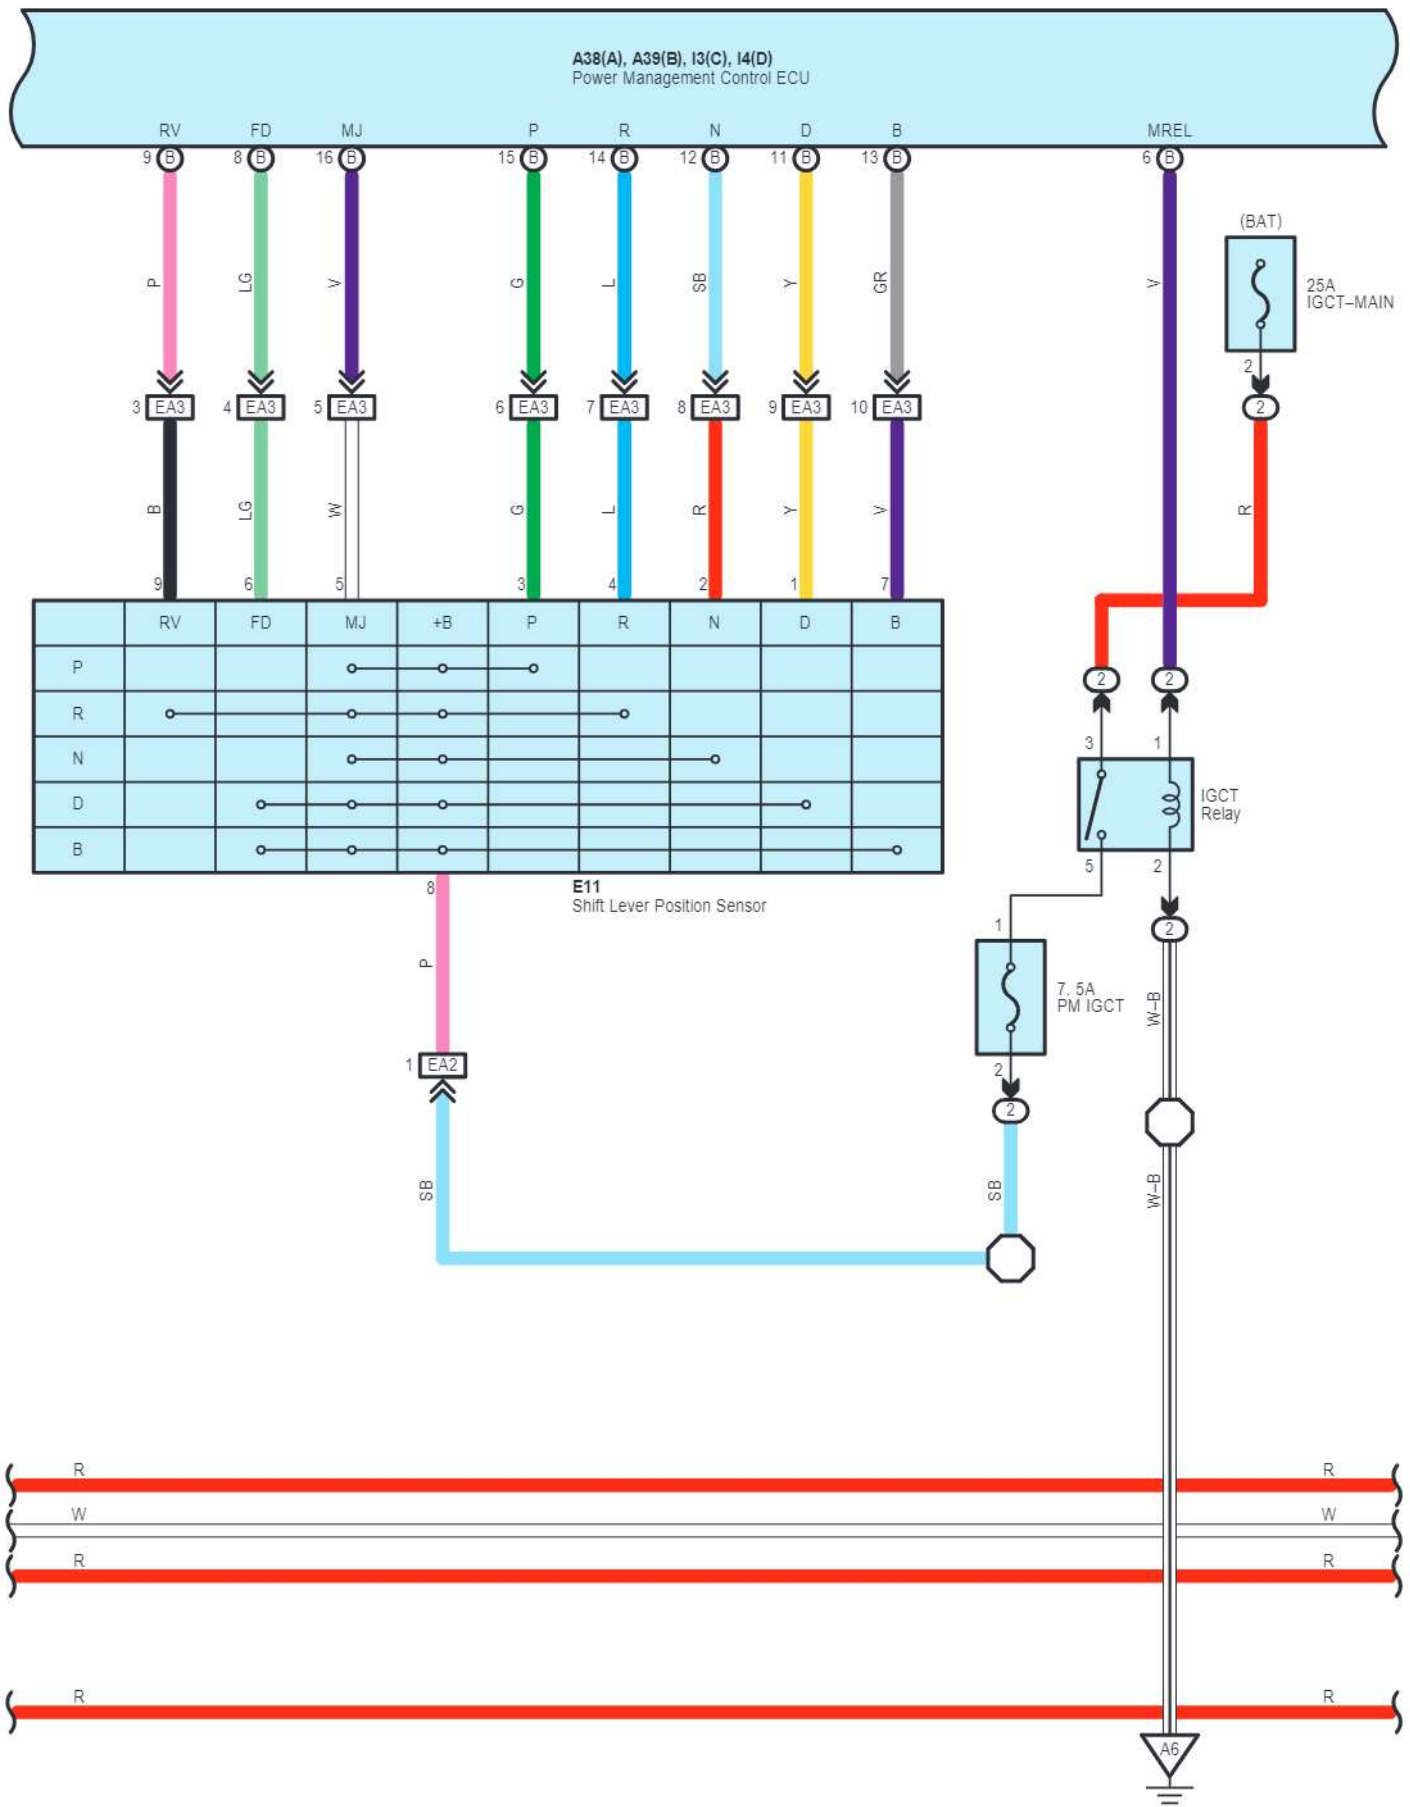 A38(A), A39(B), I3(C), I4(D)
Power Management Control ECU
RV FD MJ P R N D B MREL
9 B 8 B 16 B 15 B 14 B 12 B 11 B 13 B 6 B
(BAT)
P LG V G L SB Y GR V
25A
IGCT–MAIN
2
3 EA3 4 EA3 5 EA3 6 EA3 7 EA3 8 EA3 9 EA3 10 EA3 2
B LG W G L R Y V R
9 6 5 3 4 2 1 7
RV FD MJ +B P R N D B
P
R
N
D
B
2 2
3 1
IGCT
Relay
5 2
8
E11
Shift Lever Position Sensor
1
2
P
7. 5A
PM IGCT
W–B
1 EA2
2
2
SB SB W–B
R R
W W
R R
R R
A6